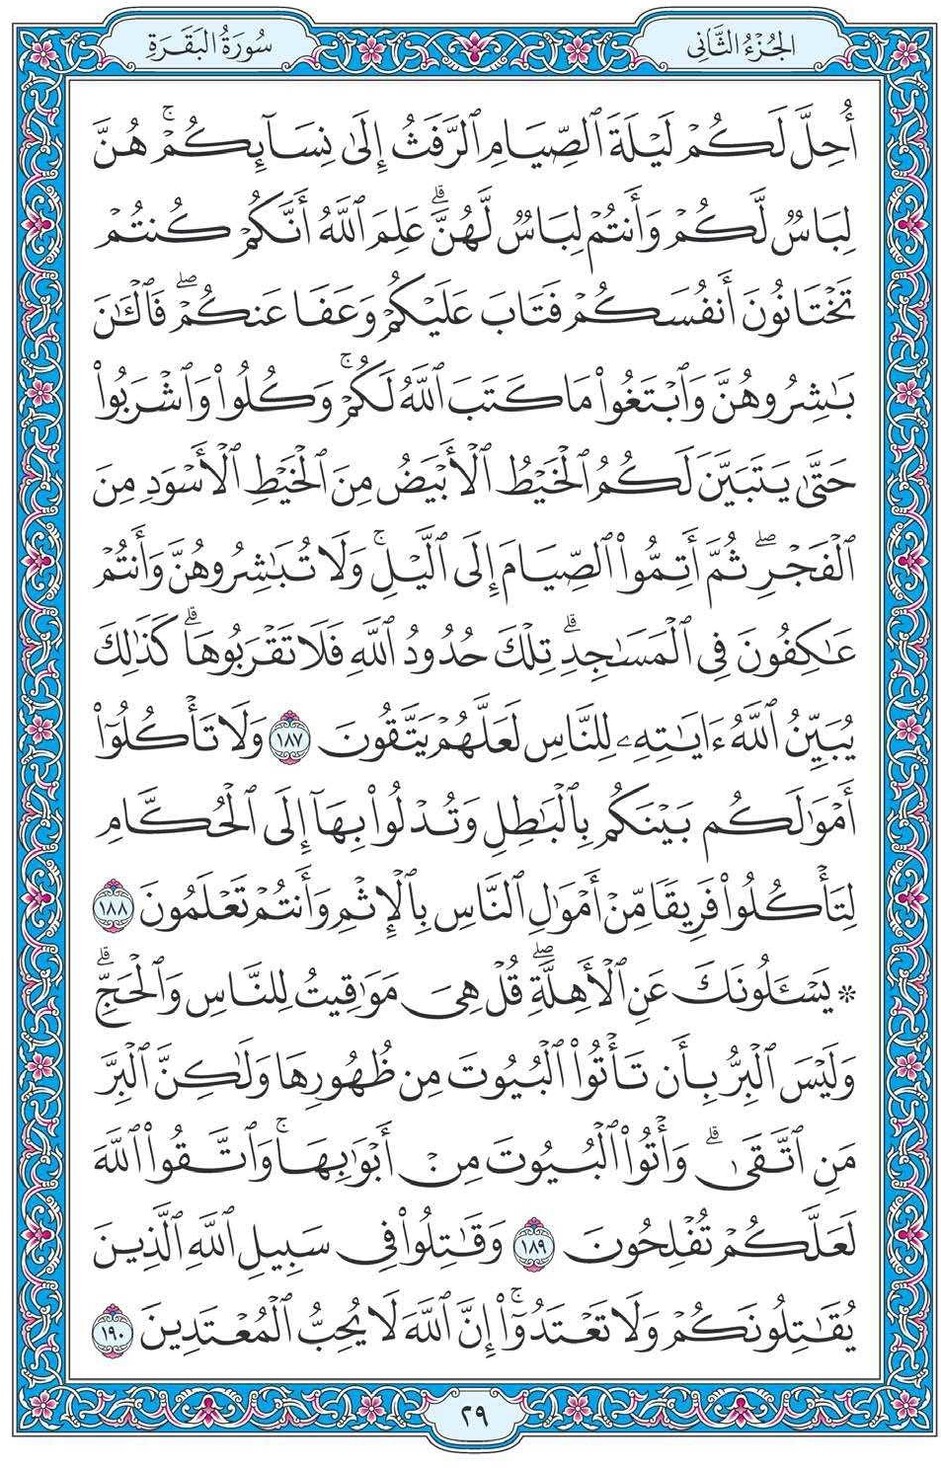 الجُزْءُ الثَّانِي
سُورَةُ البَقَرَةِ
أُحِلَّ لَكُمۡ لَيۡلَةَ ٱلصِّيَامِ ٱلرَّفَثُ إِلَىٰ نِسَآئِكُمۡۚ هُنَّ
لِبَاسٞ لَّكُمۡ وَأَنتُمۡ لِبَاسٞ لَّهُنَّۗ عَلِمَ ٱللَّهُ أَنَّكُمۡ كُنتُمۡ
تَخۡتَانُونَ أَنفُسَكُمۡ فَتَابَ عَلَيۡكُمۡ وَعَفَا عَنكُمۡۖ فَٱلۡـَٰٔنَ
بَٰشِرُوهُنَّ وَٱبۡتَغُواْ مَا كَتَبَ ٱللَّهُ لَكُمۡۚ وَكُلُواْ وَٱشۡرَبُواْ
حَتَّىٰ يَتَبَيَّنَ لَكُمُ ٱلۡخَيۡطُ ٱلۡأَبۡيَضُ مِنَ ٱلۡخَيۡطِ ٱلۡأَسۡوَدِ مِنَ
ٱلۡفَجۡرِۖ ثُمَّ أَتِمُّواْ ٱلصِّيَامَ إِلَى ٱلَّيۡلِۚ وَلَا تُبَٰشِرُوهُنَّ وَأَنتُمۡ
عَٰكِفُونَ فِي ٱلۡمَسَٰجِدِۗ تِلۡكَ حُدُودُ ٱللَّهِ فَلَا تَقۡرَبُوهَاۗ كَذَٰلِكَ
يُبَيِّنُ ٱللَّهُ ءَايَٰتِهِۦ لِلنَّاسِ لَعَلَّهُمۡ يَتَّقُونَ ١٨٧ وَلَا تَأۡكُلُوٓاْ
أَمۡوَٰلَكُم بَيۡنَكُم بِٱلۡبَٰطِلِ وَتُدۡلُواْ بِهَآ إِلَى ٱلۡحُكَّامِ
لِتَأۡكُلُواْ فَرِيقٗا مِّنۡ أَمۡوَٰلِ ٱلنَّاسِ بِٱلۡإِثۡمِ وَأَنتُمۡ تَعۡلَمُونَ ١٨٨
۞ يَسۡـَٔلُونَكَ عَنِ ٱلۡأَهِلَّةِۖ قُلۡ هِيَ مَوَٰقِيتُ لِلنَّاسِ وَٱلۡحَجِّۗ
وَلَيۡسَ ٱلۡبِرُّ بِأَن تَأۡتُواْ ٱلۡبُيُوتَ مِن ظُهُورِهَا وَلَٰكِنَّ ٱلۡبِرَّ
مَنِ ٱتَّقَىٰۗ وَأۡتُواْ ٱلۡبُيُوتَ مِنۡ أَبۡوَٰبِهَاۚ وَٱتَّقُواْ ٱللَّهَ
لَعَلَّكُمۡ تُفۡلِحُونَ ١٨٩ وَقَٰتِلُواْ فِي سَبِيلِ ٱللَّهِ ٱلَّذِينَ
يُقَٰتِلُونَكُمۡ وَلَا تَعۡتَدُوٓاْۚ إِنَّ ٱللَّهَ لَا يُحِبُّ ٱلۡمُعۡتَدِينَ ١٩٠
٢٩